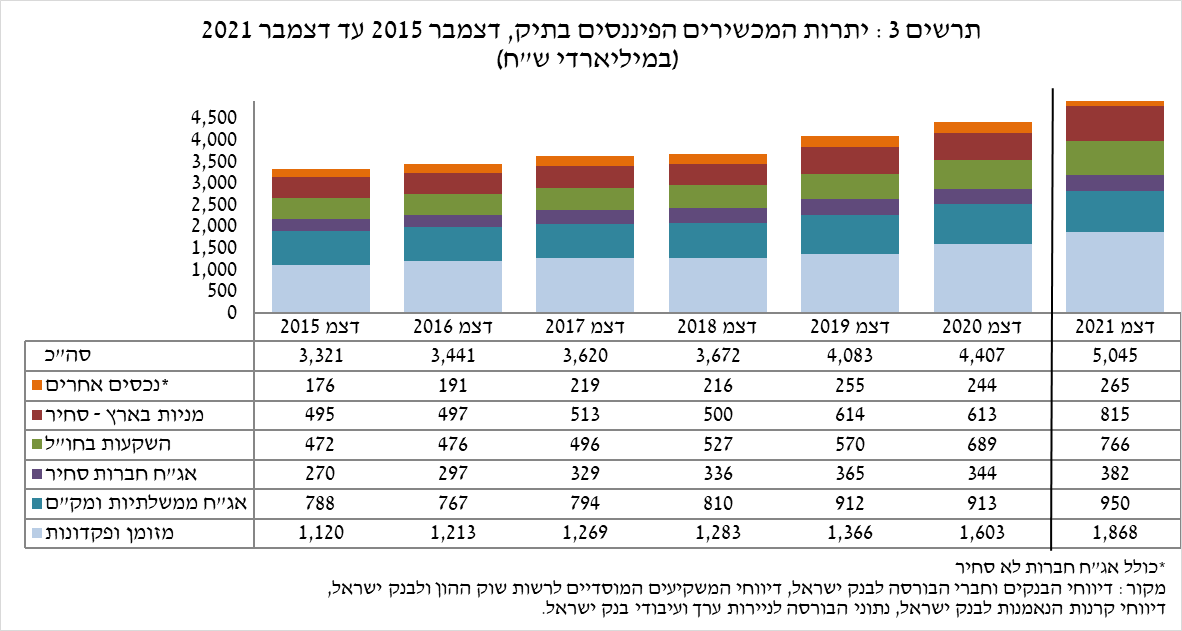 תרשים 3 : יתרות המכשירים הפיננסים בתיק, דצמבר 2015 עד דצמבר 2021
(במיליארדי ש"ח)
4,500
4,000
3,500
3,000
2,500
2,000
1,500
1,000
500
0
דצמ 2015 דצמ 2016 דצמ 2017 דצמ 2018 דצמ 2019 דצמ 2020 דצמ 2021
סה"כ 3,321 3,441 3,620 3,672 4,083 4,407 5,045
נכסים אחרים* 176 191 219 216 255 244 265
מניות בארץ - סחיר 495 497 513 500 614 613 815
השקעות בחו"ל 472 476 496 527 570 689 766
אג"ח חברות סחיר 270 297 329 336 365 344 382
אג"ח ממשלתיות ומק"ם 788 767 794 810 912 913 950
מזומן ופקדונות 1,120 1,213 1,269 1,283 1,366 1,603 1,868
*כולל אג"ח חברות לא סחיר
מקור : דיווחי הבנקים וחברי הבורסה לבנק ישראל, דיווחי המשקיעים המוסדיים לרשות שוק ההון ולבנק ישראל,
דיווחי קרנות הנאמנות לבנק ישראל, נתוני הבורסה לניירות ערך ועיבודי בנק ישראל.